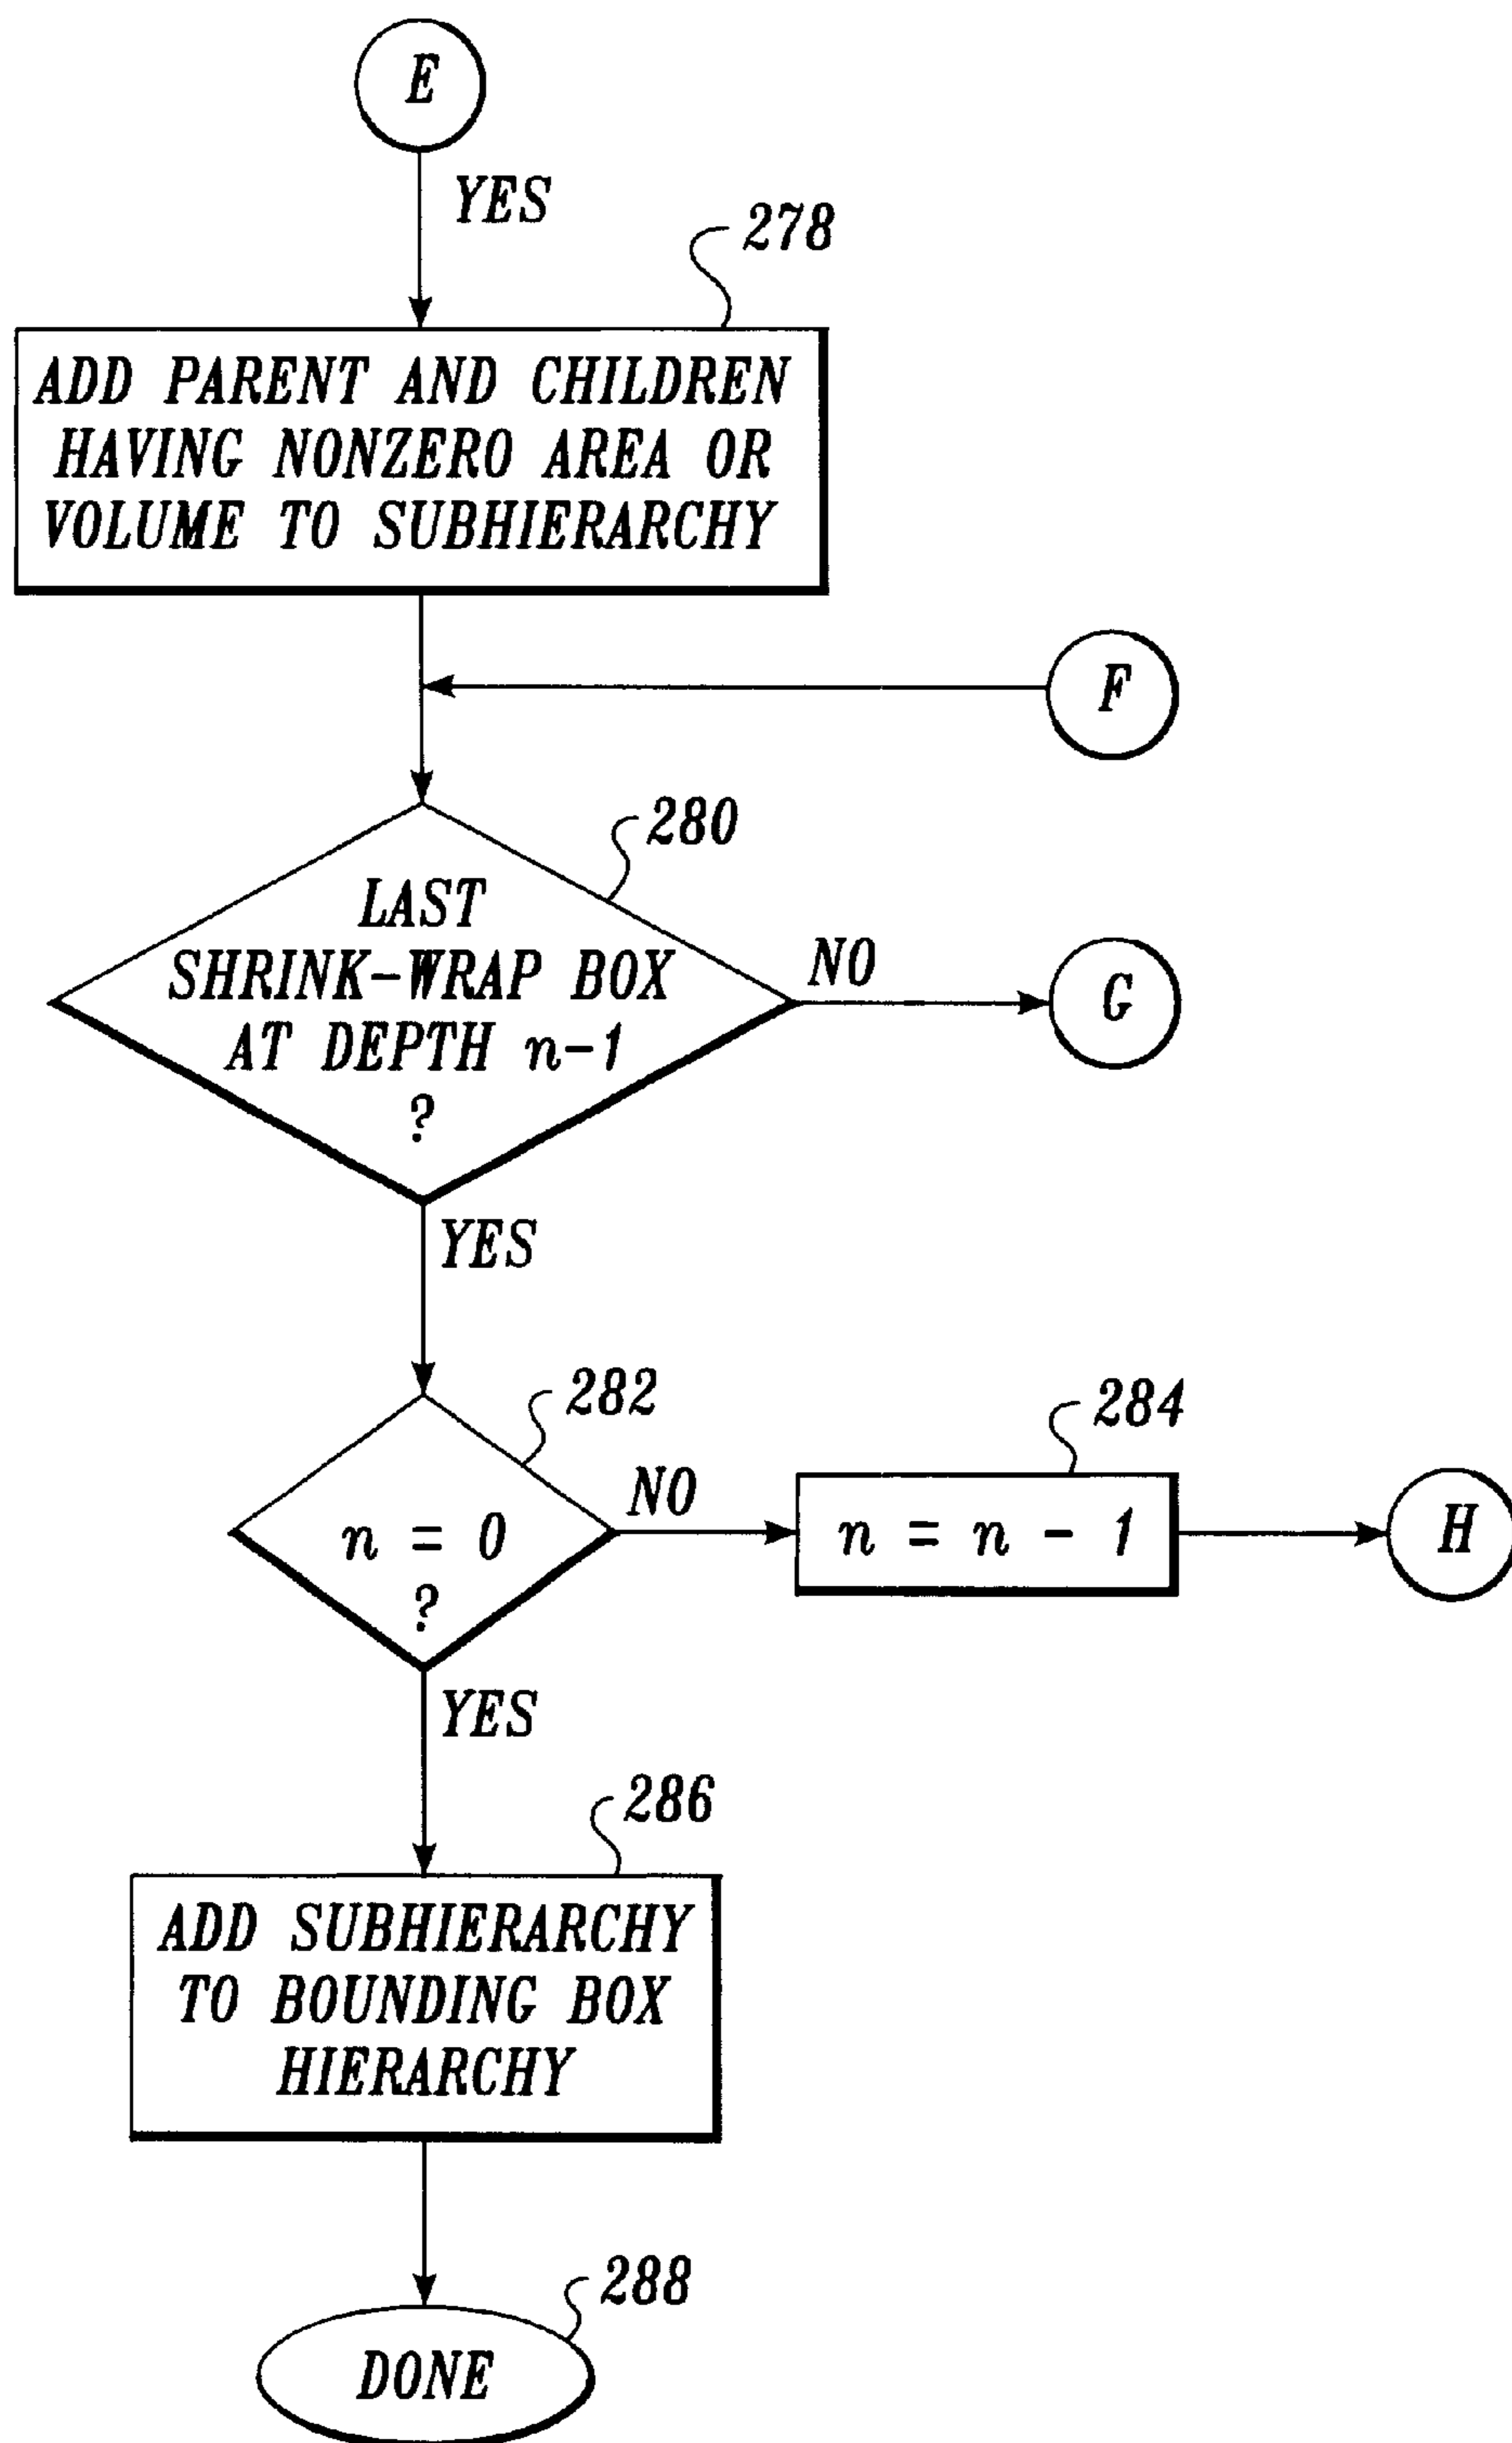 E
YES
278
ADD PARENT AND CHILDREN
HAVING NONZERO AREA OR
VOLUME TO SUBHIERARCHY
F
280
LAST
SHRINK-WRAP BOX
AT DEPTH n-1
?
NO
G
YES
282
284
n = 0
?
NO
n = n - 1
H
YES
286
ADD SUBHIERARCHY
TO BOUNDING BOX
HIERARCHY
288
DONE